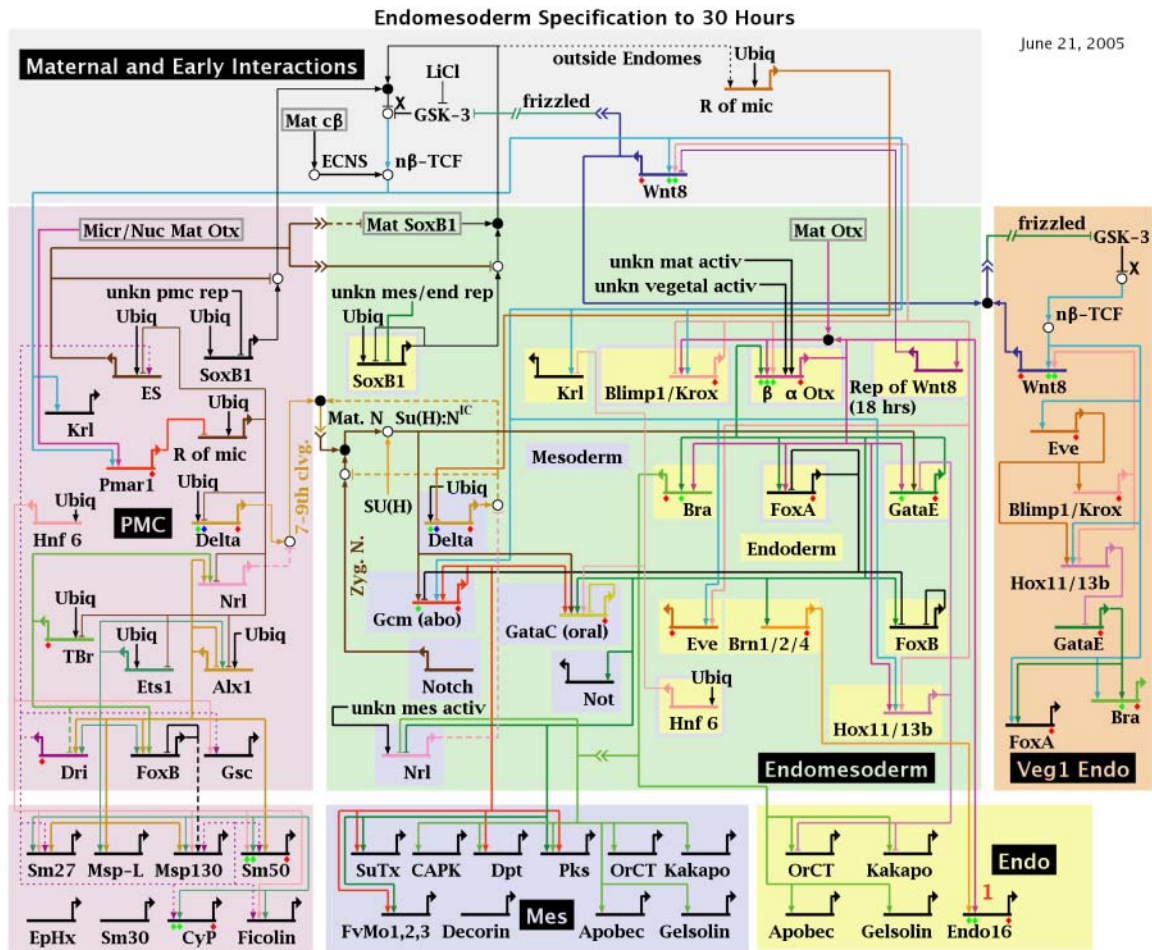 Endomesoderm Specification to 30 Hours
June 21, 2005
Maternal and Early Interactions
outside Endomes
Ubiq
LiCl
R of mic
X
GSK-3
frizzled
Mat cβ
ECNS
nβ-TCF
Wnt8
Micr/Nuc Mat Otx
Mat SoxB1
Mat Otx
frizzled
GSK-3
X
nβ-TCF
Wnt8
unkn mat activ
unkn vegetal activ
unkn pmc rep
Ubiq
Ubiq
ES
SoxB1
unkn mes/end rep
Ubiq
SoxB1
Krl
Blimp1/Krox
β α Otx
Rep of Wnt8
(18 hrs)
Krl
Ubiq
R of mic
Pmar1
Mat. N
Su(H):N^IC
Mesoderm
Eve
Blimp1/Krox
Hox11/13b
GataE
Bra
FoxA
Veg1 Endo
Ubiq
Hnf 6
PMC
Ubiq
Delta
7-9th clvg.
SU(H)
Ubiq
Delta
Bra
FoxA
GataE
Endoderm
Nrl
Zyg. N.
Gcm (abo)
GataC (oral)
Eve
Brn1/2/4
FoxB
Ubiq
TBr
Ubiq
Ets1
Ubiq
Alx1
Notch
Not
Ubiq
Hnf 6
Hox11/13b
unkn mes activ
Nrl
Dri
FoxB
Gsc
Endomesoderm
Sm27
Msp-L
Msp130
Sm50
EpHx
Sm30
CyP
Ficolin
SuTx
CAPK
Dpt
Pks
OrCT
Kakapo
FvMo1,2,3
Decorin
Mes
Apobec
Gelsolin
OrCT
Kakapo
Endo
1
Apobec
Gelsolin
Endo16